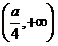 (a/4, +∞)